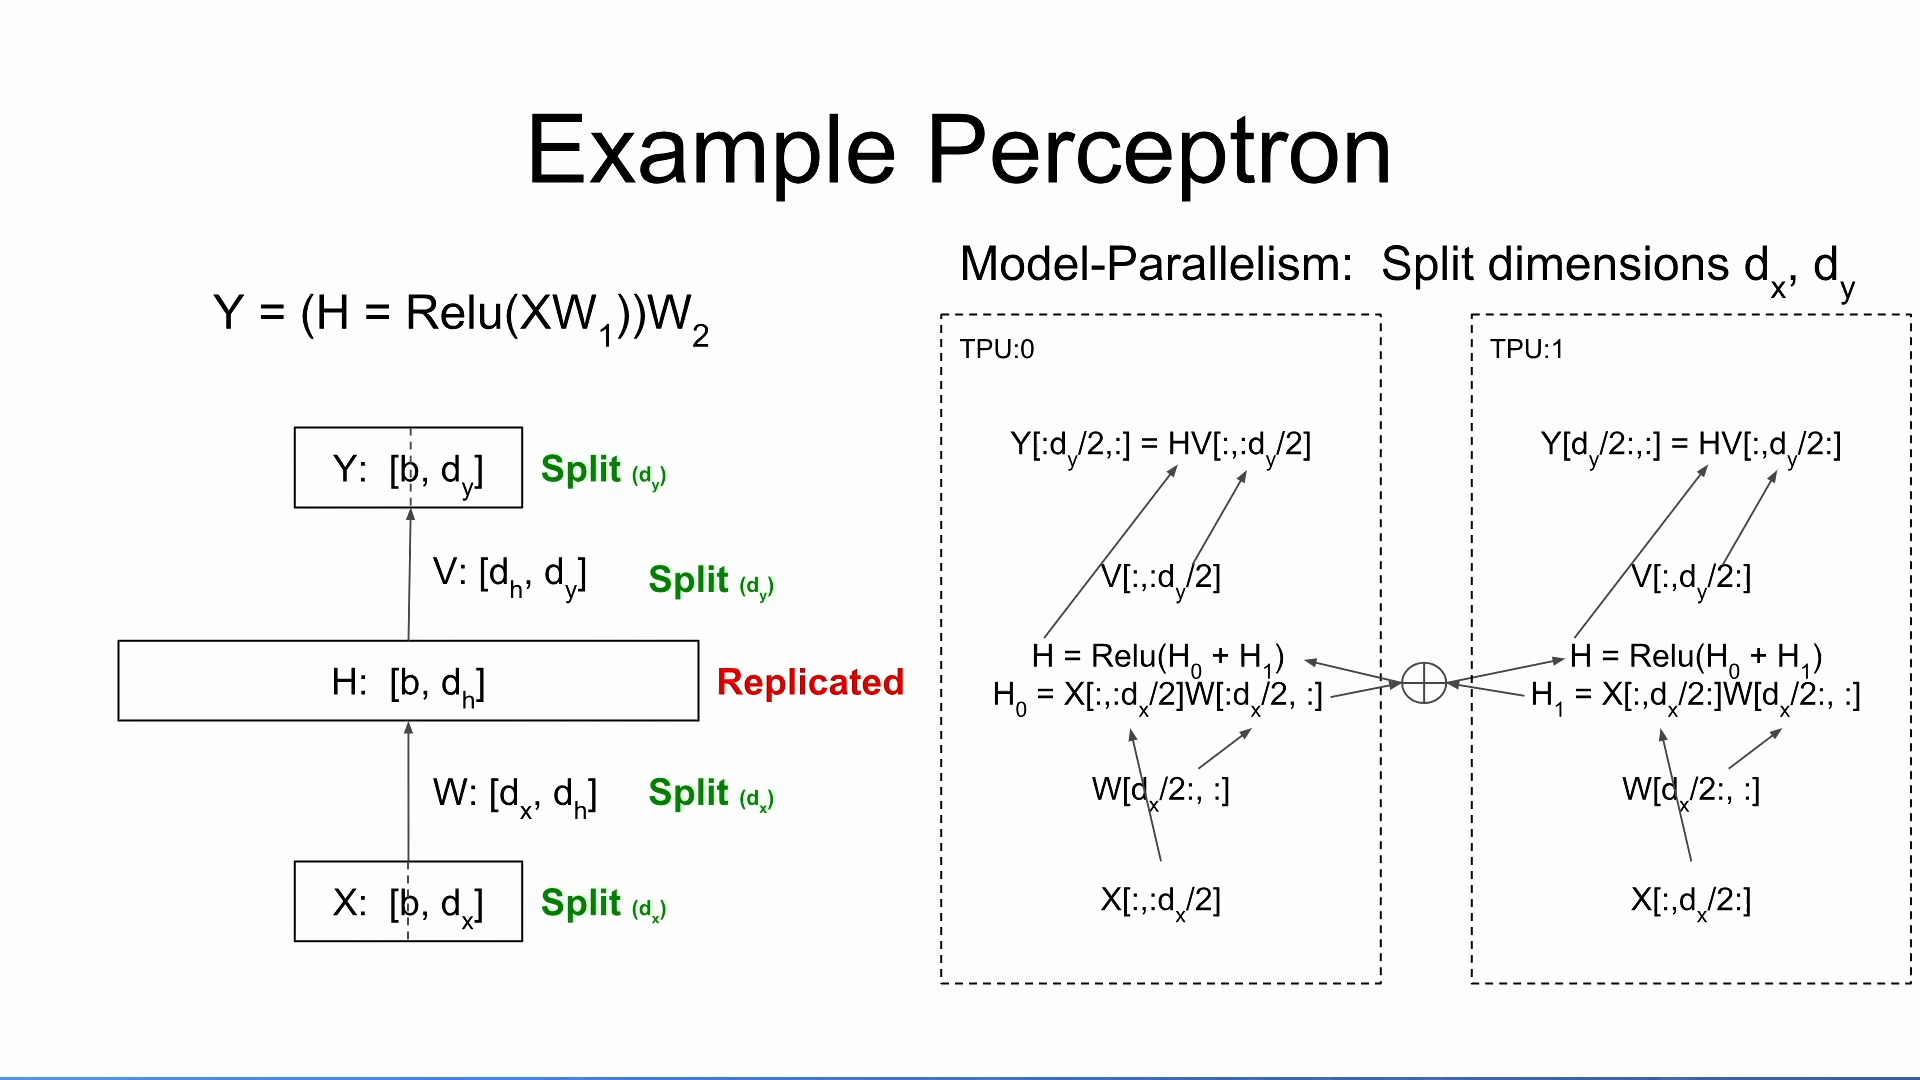 Example Perceptron
Y = (H = Relu(XW1))W2
Y: [b, dy] Split (dy)
V: [dh, dy] Split (dy)
H: [b, dh] Replicated
W: [dx, dh] Split (dx)
X: [b, dx] Split (dx)
Model-Parallelism: Split dimensions dx, dy
TPU:0
Y[:dy/2,:] = HV[:,:dy/2]
V[:,:dy/2]
H = Relu(H0 + H1)
H0 = X[:,:dx/2]W[:dx/2, :]
W[dx/2:, :]
X[:,:dx/2]
TPU:1
Y[dy/2:,:] = HV[:,dy/2:]
V[:,dy/2:]
H = Relu(H0 + H1)
H1 = X[:,dx/2:]W[dx/2:, :]
W[dx/2:, :]
X[:,dx/2:]